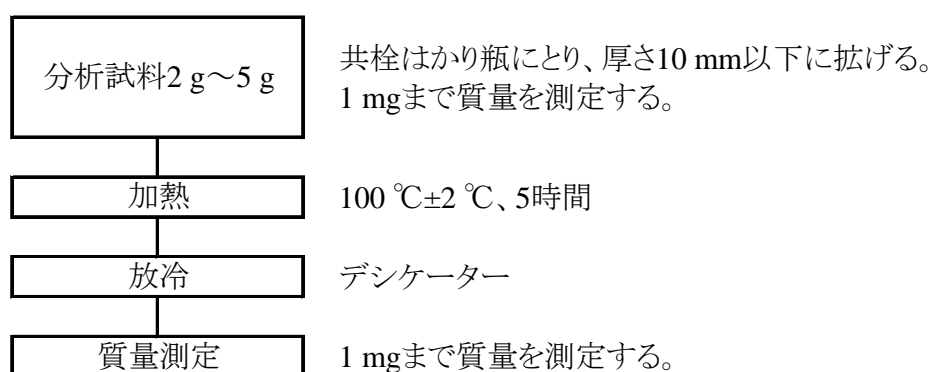 分析試料2 g～5 g
共栓はかり瓶にとり、厚さ10 mm以下に拡げる。
1 mgまで質量を測定する。
加熱
100 ℃±2 ℃、5時間
放冷
デシケーター
質量測定
1 mgまで質量を測定する。